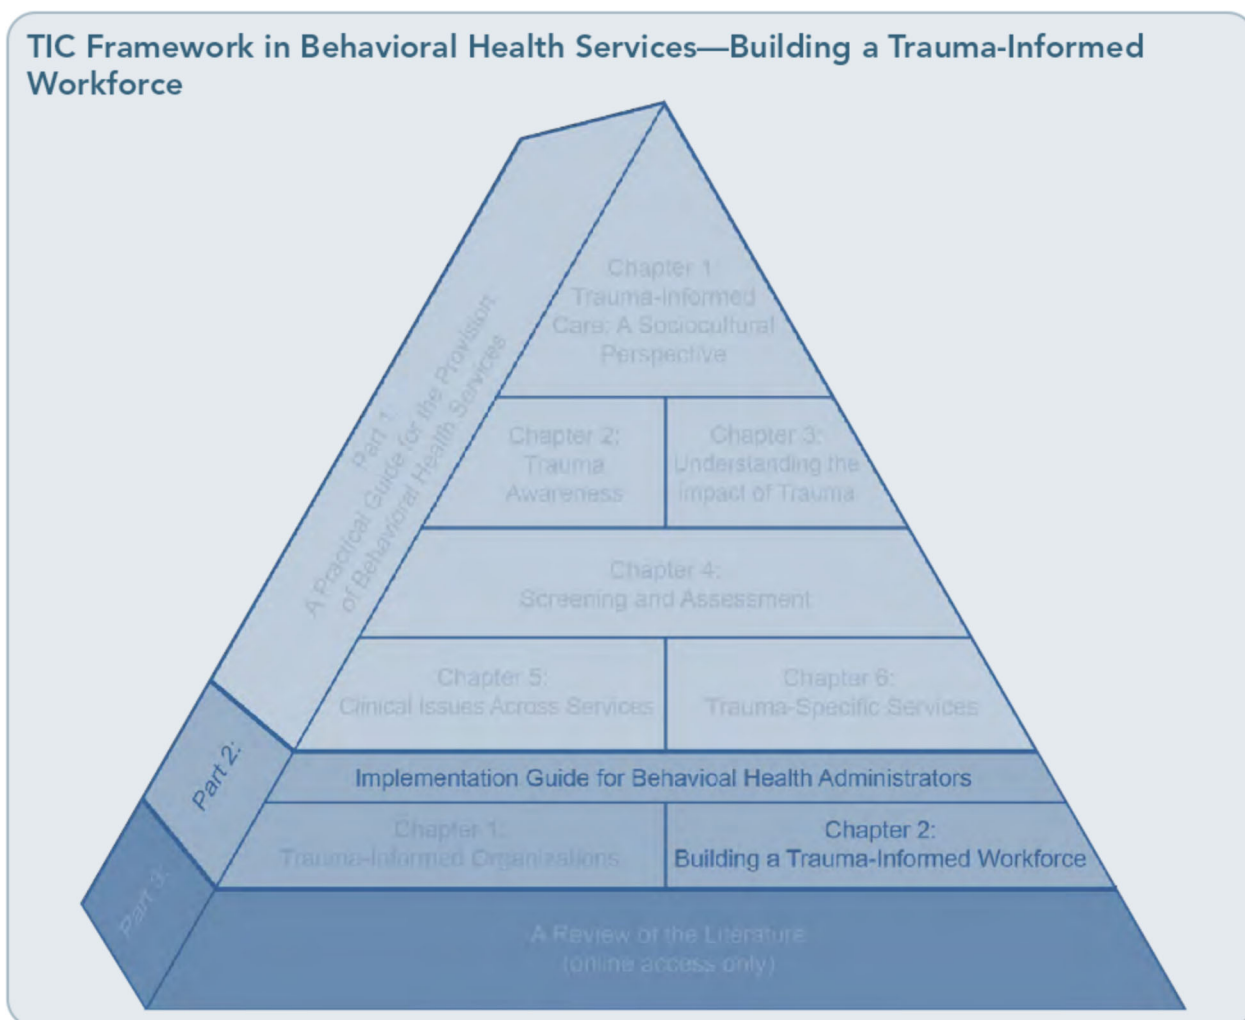 TIC Framework in Behavioral Health Services—Building a Trauma-Informed
Workforce
Part 1:
A Practical Guide for the Provision
of Behavioral Health Services
Chapter 1:
Trauma-Informed
Care: A Sociocultural
Perspective
Chapter 2:
Trauma
Awareness
Chapter 3:
Understanding the
Impact of Trauma
Chapter 4:
Screening and Assessment
Chapter 5:
Clinical Issues Across Services
Chapter 6:
Trauma-Specific Services
Part 2:
Implementation Guide for Behavioal Health Administrators
Chapter 1:
Trauma-Informed Organizations
Chapter 2:
Building a Trauma-Informed Workforce
Part 3:
A Review of the Literature
(online access only)